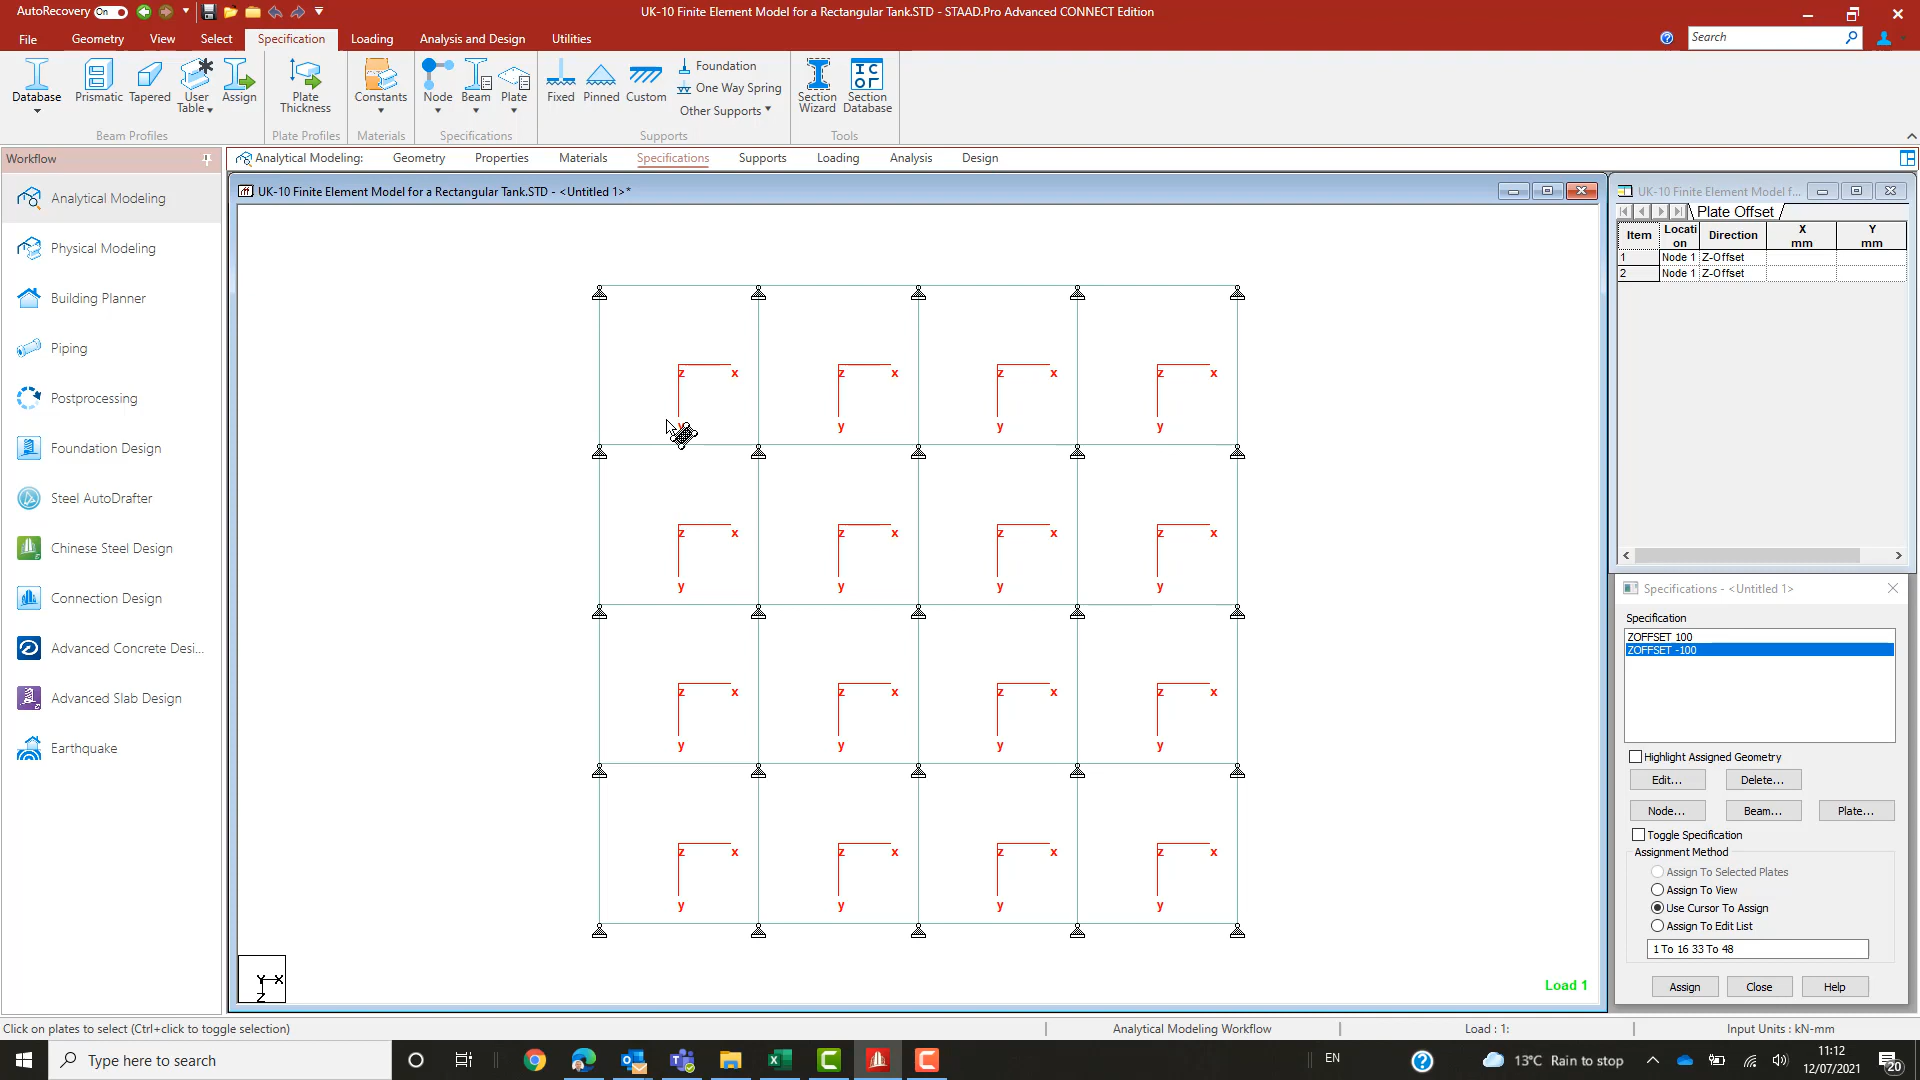 AutoRecovery On UK-10 Finite Element Model for a Rectangular Tank.STD - STAAD.Pro Advanced CONNECT Edition
File Geometry View Select Specification Loading Analysis and Design Utilities Search
Database Prismatic Tapered User Table Assign Plate Thickness Constants Node Beam Plate Fixed Pinned Custom Foundation One Way Spring Other Supports Section Wizard Section Database
Beam Profiles Plate Profiles Materials Specifications Supports Tools
Workflow Analytical Modeling: Geometry Properties Materials Specifications Supports Loading Analysis Design
Analytical Modeling
Physical Modeling
Building Planner
Piping
Postprocessing
Foundation Design
Steel AutoDrafter
Chinese Steel Design
Connection Design
Advanced Concrete Desi...
Advanced Slab Design
Earthquake
UK-10 Finite Element Model for a Rectangular Tank.STD - <Untitled 1>*
z x z x z x z x
y y y y
z x z x z x z x
y y y y
z x z x z x z x
y y y y
z x z x z x z x
y y y y
Y X
Z
Load 1
UK-10 Finite Element Model f...
Plate Offset
Item Locati on Direction X mm Y mm
1 Node 1 Z-Offset
2 Node 1 Z-Offset
Specifications - <Untitled 1>
Specification
ZOFFSET 100
ZOFFSET -100
Highlight Assigned Geometry
Edit... Delete...
Node... Beam... Plate...
Toggle Specification
Assignment Method
Assign To Selected Plates
Assign To View
Use Cursor To Assign
Assign To Edit List
1 To 16 33 To 48
Assign Close Help
Click on plates to select (Ctrl+click to toggle selection) Analytical Modeling Workflow Load : 1: Input Units : kN-mm
Type here to search EN 13°C Rain to stop 11:12
12/07/2021 20